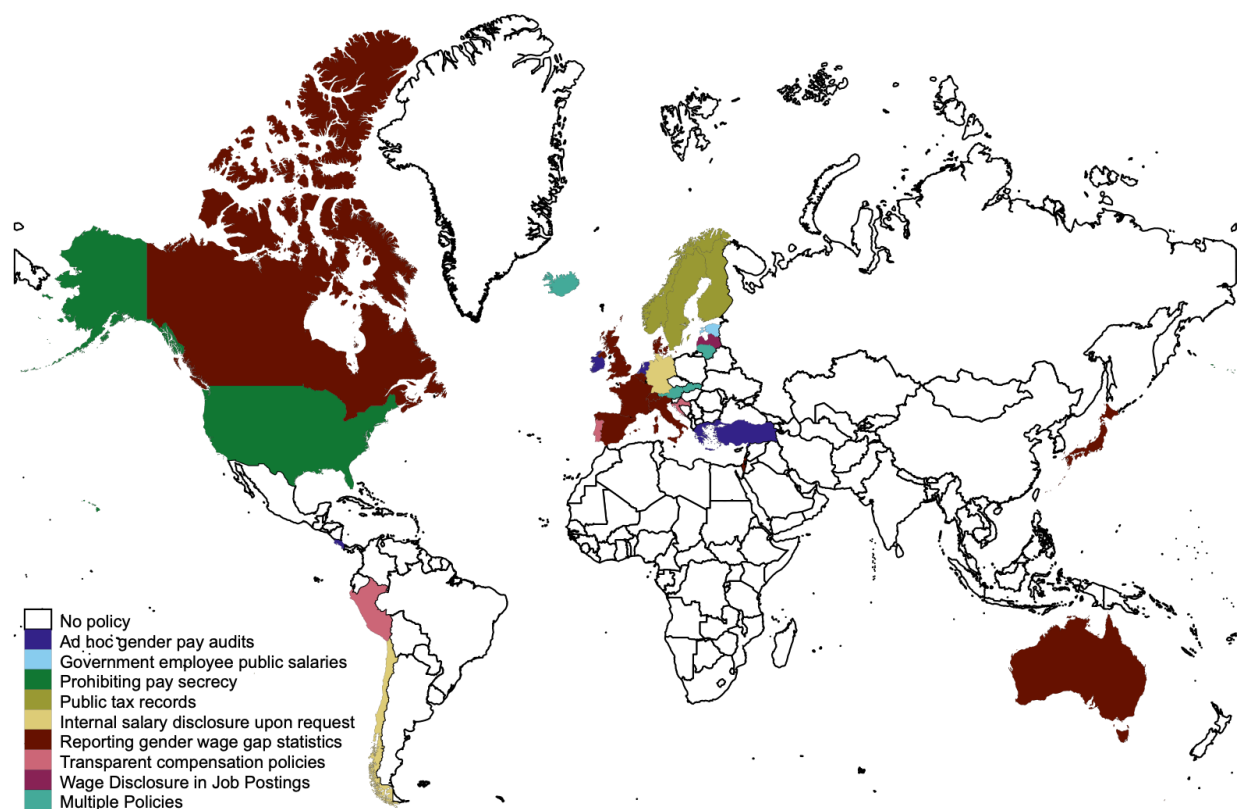 No policy
Ad hoc gender pay audits
Government employee public salaries
Prohibiting pay secrecy
Public tax records
Internal salary disclosure upon request
Reporting gender wage gap statistics
Transparent compensation policies
Wage Disclosure in Job Postings
Multiple Policies